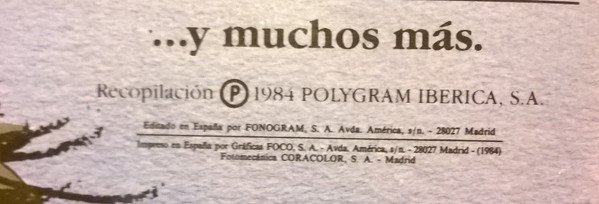 ...y muchos más.
Recopilación Ⓟ 1984 POLYGRAM IBERICA, S.A.
Editado en España por FONOGRAM, S. A. Avda. América, s/n. - 28027 Madrid
Impreso en España por Gráficas FOCO, S. A. - Avda. América, s/n - 28027 Madrid - (1984)
Fotomecánica CORACOLOR, S. A. - Madrid